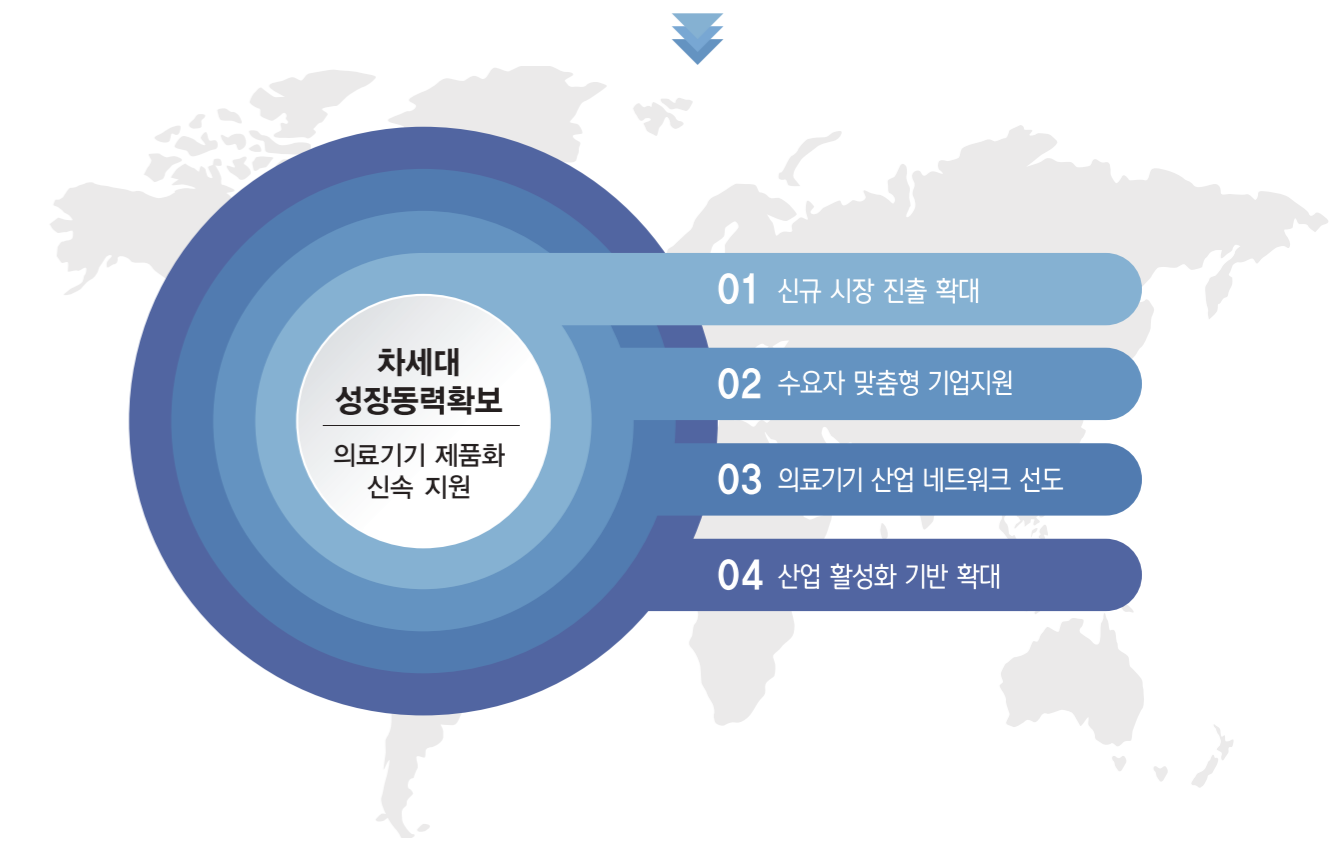 차세대
성장동력확보
의료기기 제품화
신속 지원
01 신규 시장 진출 확대
02 수요자 맞춤형 기업지원
03 의료기기 산업 네트워크 선도
04 산업 활성화 기반 확대